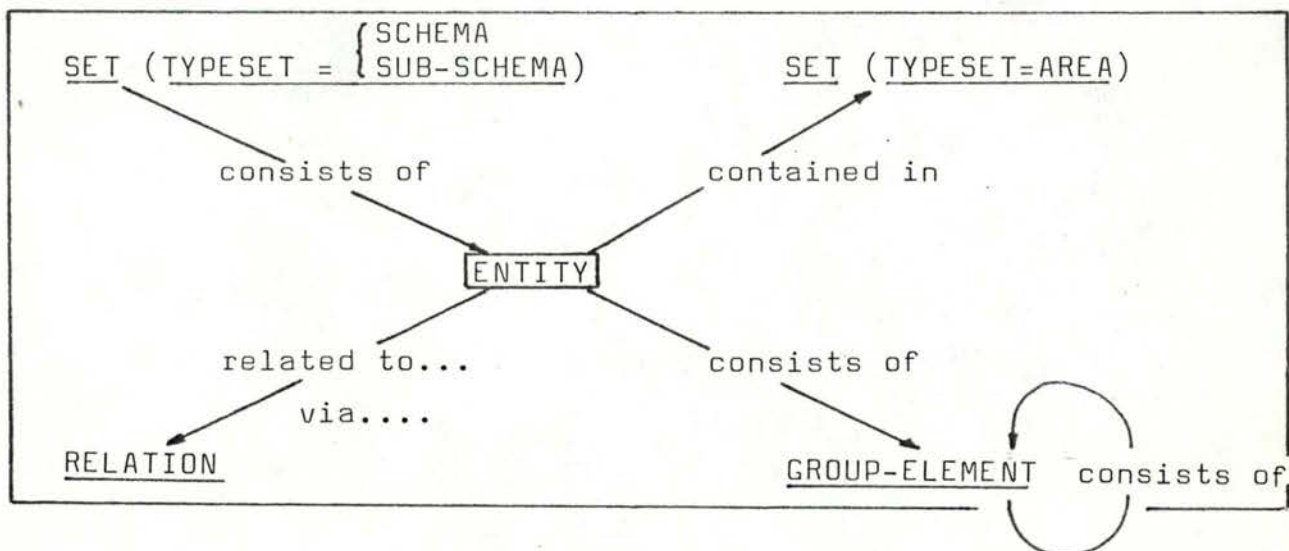 SCHEMA
SET (TYPESET = {SUB-SCHEMA) SET (TYPESET=AREA)
consists of contained in
ENTITY
related to... consists of
via....
RELATION GROUP-ELEMENT consists of